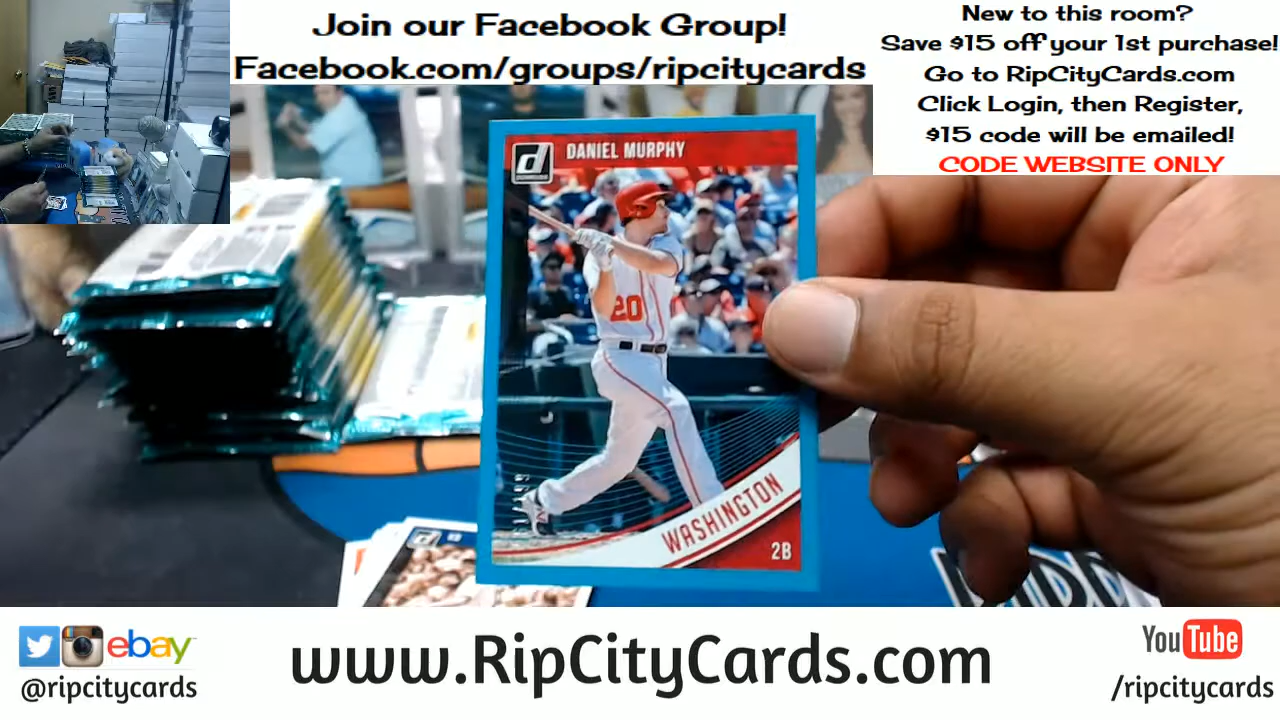 Join our Facebook Group!
Facebook.com/groups/ripcitycards
New to this room?
Save $15 off your 1st purchase!
Go to RipCityCards.com
Click Login, then Register,
$15 code will be emailed!
CODE WEBSITE ONLY
d
DANIEL MURPHY
20
WASHINGTON
2B
ebay
@ripcitycards
www.RipCityCards.com
YouTube
/ripcitycards